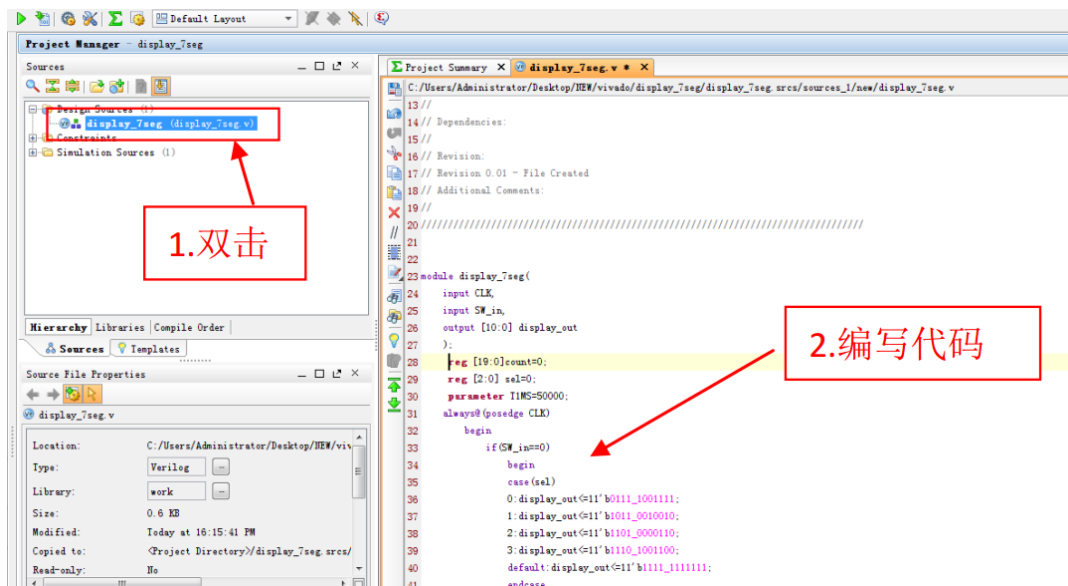 Default Layout
Project Manager - display_7seg
Sources
Design Sources (1)
display_7seg (display_7seg.v)
Constraints
Simulation Sources (1)
1.双击
Hierarchy Libraries Compile Order
Sources Templates
Source File Properties
display_7seg.v
Location: C:/Users/Administrator/Desktop/NEW/viv
Type: Verilog
Library: work
Size: 0.6 KB
Modified: Today at 16:15:41 PM
Copied to: <Project Directory>/display_7seg.srcs/
Read-only: No
Project Summary display_7seg.v *
C:/Users/Administrator/Desktop/NEW/vivado/display_7seg/display_7seg.srcs/sources_1/new/display_7seg.v
13 //
14 // Dependencies:
15 //
16 // Revision:
17 // Revision 0.01 - File Created
18 // Additional Comments:
19 //
20 //////////////////////////////////////////////////////////////////////////////////
21
22
23 module display_7seg(
24 input CLK,
25 input SW_in,
26 output [10:0] display_out
27 );
28 reg [19:0]count=0;
29 reg [2:0] sel=0;
30 parameter T1MS=50000;
31 always@(posedge CLK)
32 begin
33 if(SW_in==0)
34 begin
35 case(sel)
36 0:display_out<=11'b0111_1001111;
37 1:display_out<=11'b1011_0010010;
38 2:display_out<=11'b1101_0000110;
39 3:display_out<=11'b1110_1001100;
40 default:display_out<=11'b1111_1111111;
41 endcase
2.编写代码